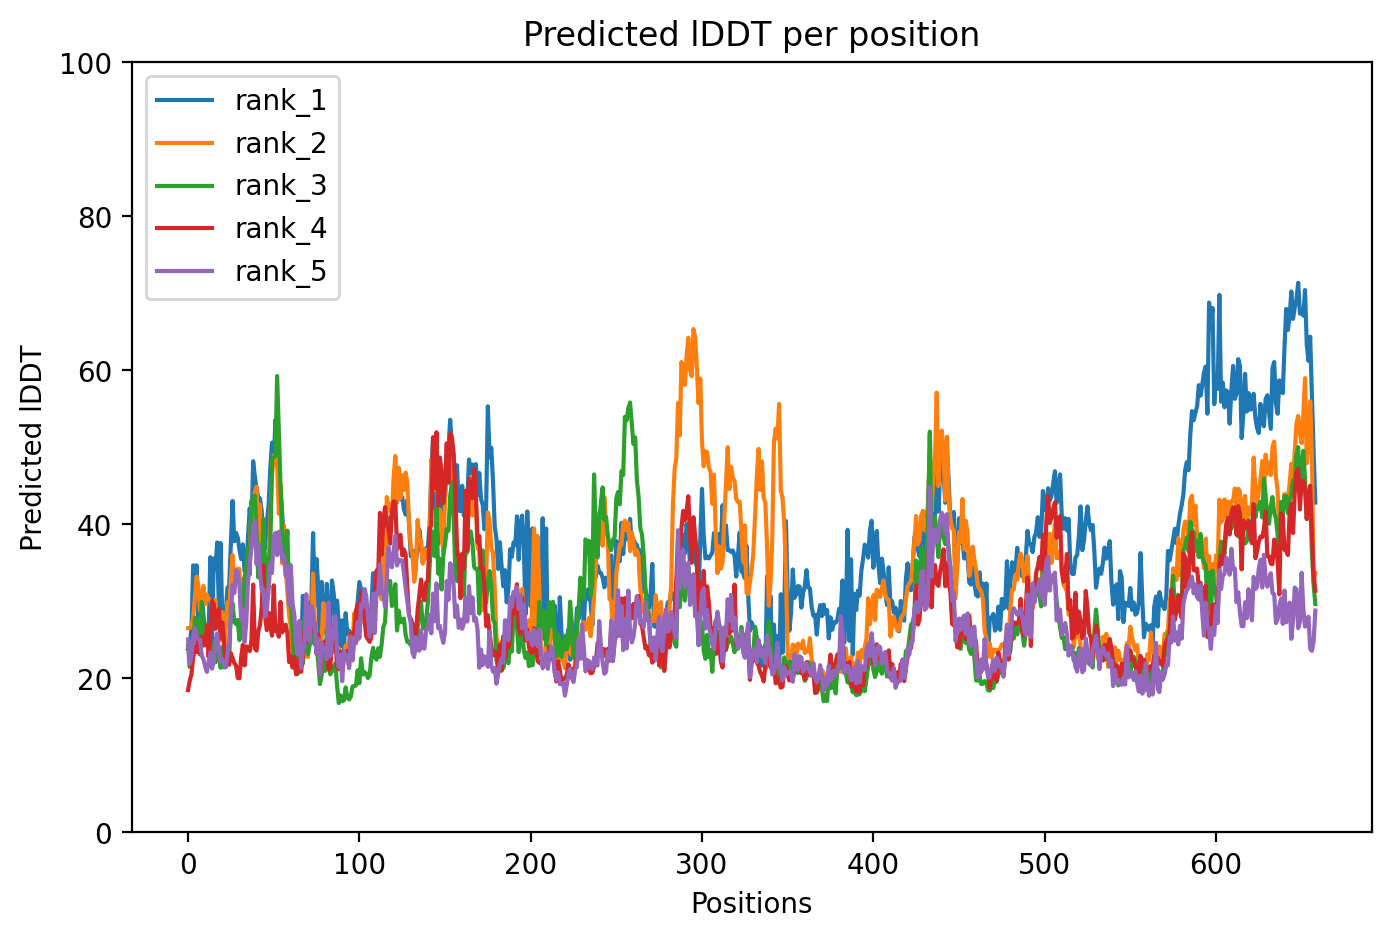 Predicted lDDT per position
Predicted lDDT
100
80
60
40
20
0
rank_1
rank_2
rank_3
rank_4
rank_5
0 100 200 300 400 500 600
Positions